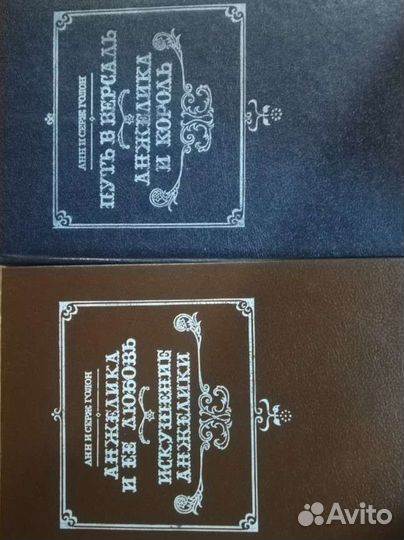 АНН И СЕРЖ ГОЛОН
ПУТЬ В ВЕРСАЛЬ
АНЖЕЛИКА
И КОРОЛЬ
АНН И СЕРЖ ГОЛОН
АНЖЕЛИКА
И ЕЕ ЛЮБОВЬ
ИСКУШЕНИЕ
АНЖЕЛИКИ
Avito